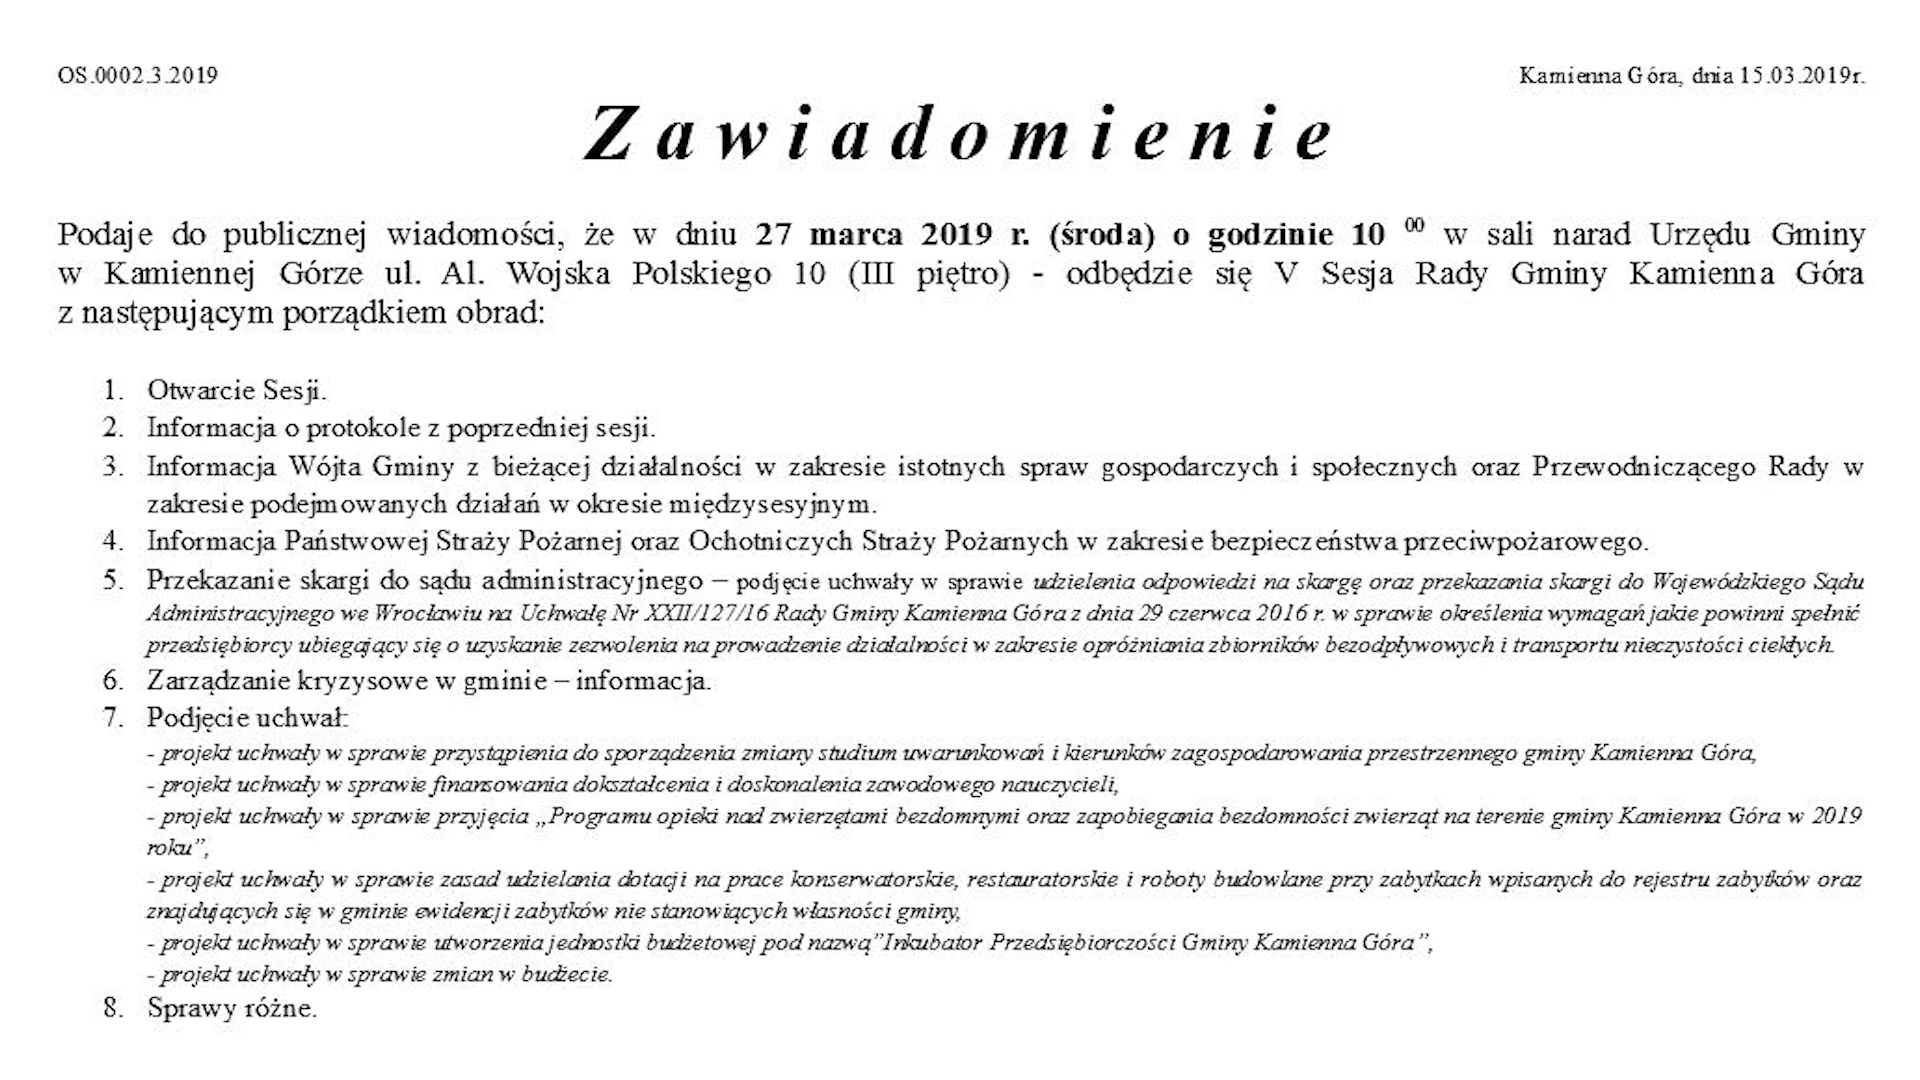 OS.0002.3.2019
Kamienna Góra, dnia 15.03.2019r.
Zawiadomienie
Podaje do publicznej wiadomości, że w dniu 27 marca 2019 r. (środa) o godzinie 10 00 w sali narad Urzędu Gminy
w Kamiennej Górze ul. Al. Wojska Polskiego 10 (III piętro) - odbędzie się V Sesja Rady Gminy Kamienna Góra
z następującym porządkiem obrad:
1. Otwarcie Sesji.
2. Informacja o protokole z poprzedniej sesji.
3. Informacja Wójta Gminy z bieżącej działalności w zakresie istotnych spraw gospodarczych i społecznych oraz Przewodniczącego Rady w
zakresie podejmowanych działań w okresie międzysesyjnym.
4. Informacja Państwowej Straży Pożarnej oraz Ochotniczych Straży Pożarnych w zakresie bezpieczeństwa przeciwpożarowego.
5. Przekazanie skargi do sądu administracyjnego – podjęcie uchwały w sprawie udzielenia odpowiedzi na skargę oraz przekazania skargi do Wojewódzkiego Sądu
Administracyjnego we Wrocławiu na Uchwałę Nr XXII/127/16 Rady Gminy Kamienna Góra z dnia 29 czerwca 2016 r. w sprawie określenia wymagań jakie powinni spełnić
przedsiębiorcy ubiegający się o uzyskanie zezwolenia na prowadzenie działalności w zakresie opróżniania zbiorników bezodpływowych i transportu nieczystości ciekłych.
6. Zarządzanie kryzysowe w gminie – informacja.
7. Podjęcie uchwał:
- projekt uchwały w sprawie przystąpienia do sporządzenia zmiany studium uwarunkowań i kierunków zagospodarowania przestrzennego gminy Kamienna Góra,
- projekt uchwały w sprawie finansowania dokształcenia i doskonalenia zawodowego nauczycieli,
- projekt uchwały w sprawie przyjęcia „Programu opieki nad zwierzętami bezdomnymi oraz zapobiegania bezdomności zwierząt na terenie gminy Kamienna Góra w 2019
roku”,
- projekt uchwały w sprawie zasad udzielania dotacji na prace konserwatorskie, restauratorskie i roboty budowlane przy zabytkach wpisanych do rejestru zabytków oraz
znajdujących się w gminie ewidencji zabytków nie stanowiących własności gminy,
- projekt uchwały w sprawie utworzenia jednostki budżetowej pod nazwą”Inkubator Przedsiębiorczości Gminy Kamienna Góra”,
- projekt uchwały w sprawie zmian w budżecie.
8. Sprawy różne.